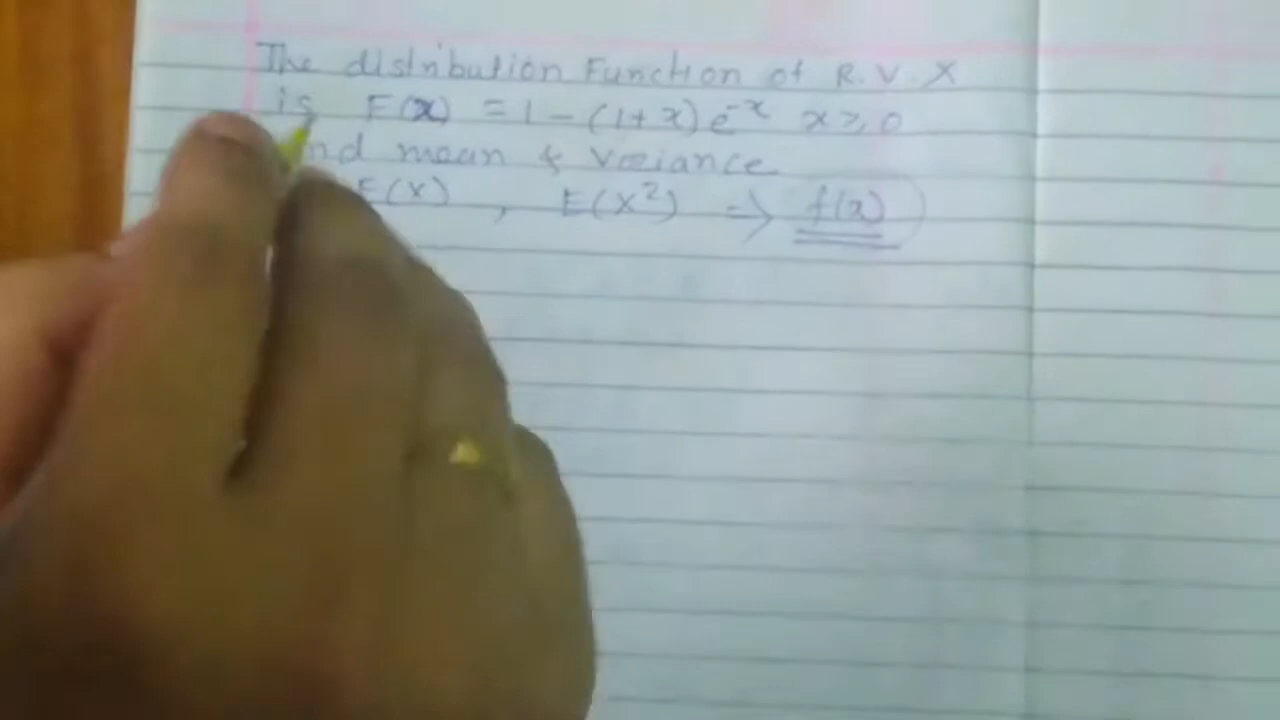 The distribution Function of R.V. X
is F(x) = 1 - (1+x) e^-x x ≥ 0
mean & Variance
E(X) , E(X²) => f(x)